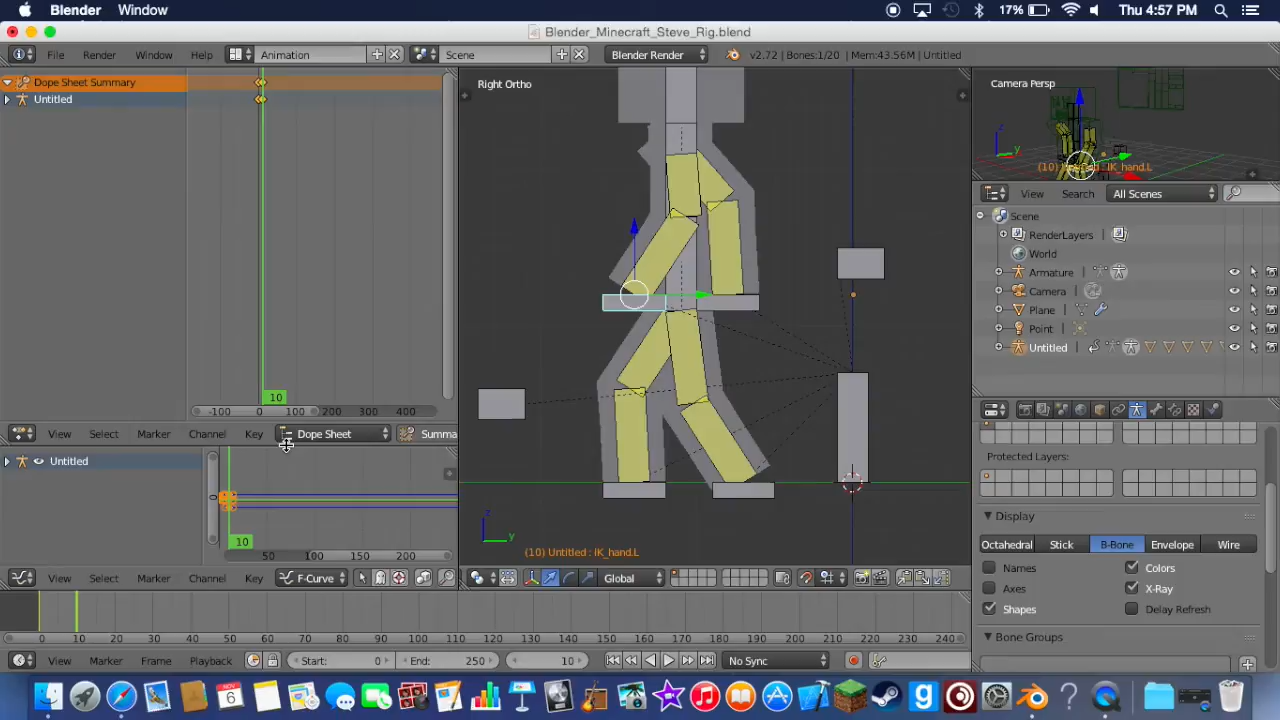 Blender Window 17% Thu 4:57 PM
Blender_Minecraft_Steve_Rig.blend
File Render Window Help Animation Scene Blender Render v2.72 | Bones:1/20 | Mem:43.56M | Untitled
Dope Sheet Summary
Untitled
10
-100 0 100 200 300 400
View Select Marker Channel Key Dope Sheet Summa
Untitled
10
50 100 150 200
View Select Marker Channel Key F-Curve
Right Ortho
z
y
(10) Untitled : IK_hand.L
Global
Camera Persp
z
y
IK_hand.L
View Search All Scenes
Scene
RenderLayers
World
Armature
Camera
Plane
Point
Untitled
Protected Layers:
Display
Octahedral Stick B-Bone Envelope Wire
Names Colors
Axes X-Ray
Shapes Delay Refresh
Bone Groups
0 10 20 30 40 50 60 70 80 90 100 110 120 130 140 150 160 170 180 190 200 210 220 230 240
View Marker Frame Playback Start: 0 End: 250 10 No Sync
NOV
6